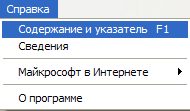 Справка
Содержание и указатель F1
Сведения
Майкрософт в Интернете
О программе